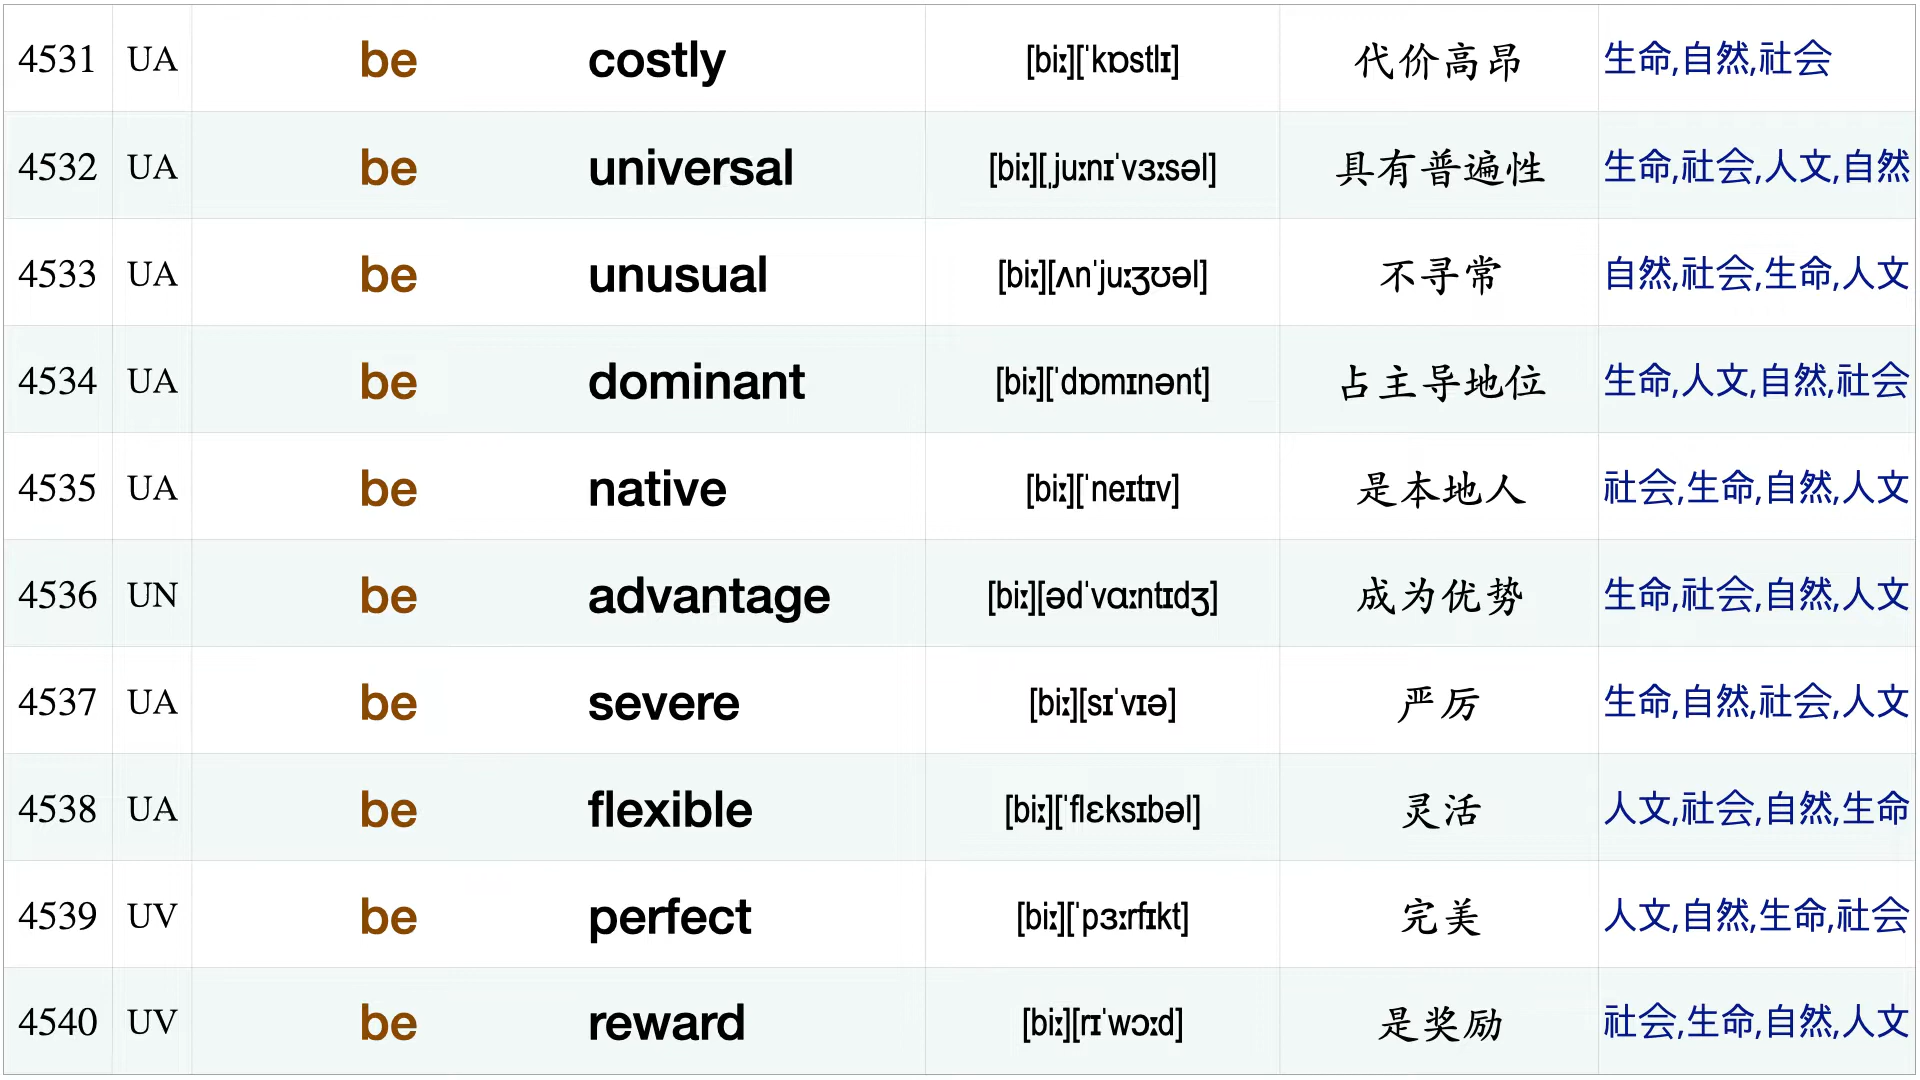 4531 UA be costly [biː][ˈkɒstlɪ] 代价高昂 生命,自然,社会
4532 UA be universal [biː][ˌjuːnɪˈvɜːsəl] 具有普遍性 生命,社会,人文,自然
4533 UA be unusual [biː][ʌnˈjuːʒʊəl] 不寻常 自然,社会,生命,人文
4534 UA be dominant [biː][ˈdɒmɪnənt] 占主导地位 生命,人文,自然,社会
4535 UA be native [biː][ˈneɪtɪv] 是本地人 社会,生命,自然,人文
4536 UN be advantage [biː][ədˈvɑːntɪdʒ] 成为优势 生命,社会,自然,人文
4537 UA be severe [biː][sɪˈvɪə] 严厉 生命,自然,社会,人文
4538 UA be flexible [biː][ˈflɛksɪbəl] 灵活 人文,社会,自然,生命
4539 UV be perfect [biː][ˈpɜːrfɪkt] 完美 人文,自然,生命,社会
4540 UV be reward [biː][rɪˈwɔːd] 是奖励 社会,生命,自然,人文